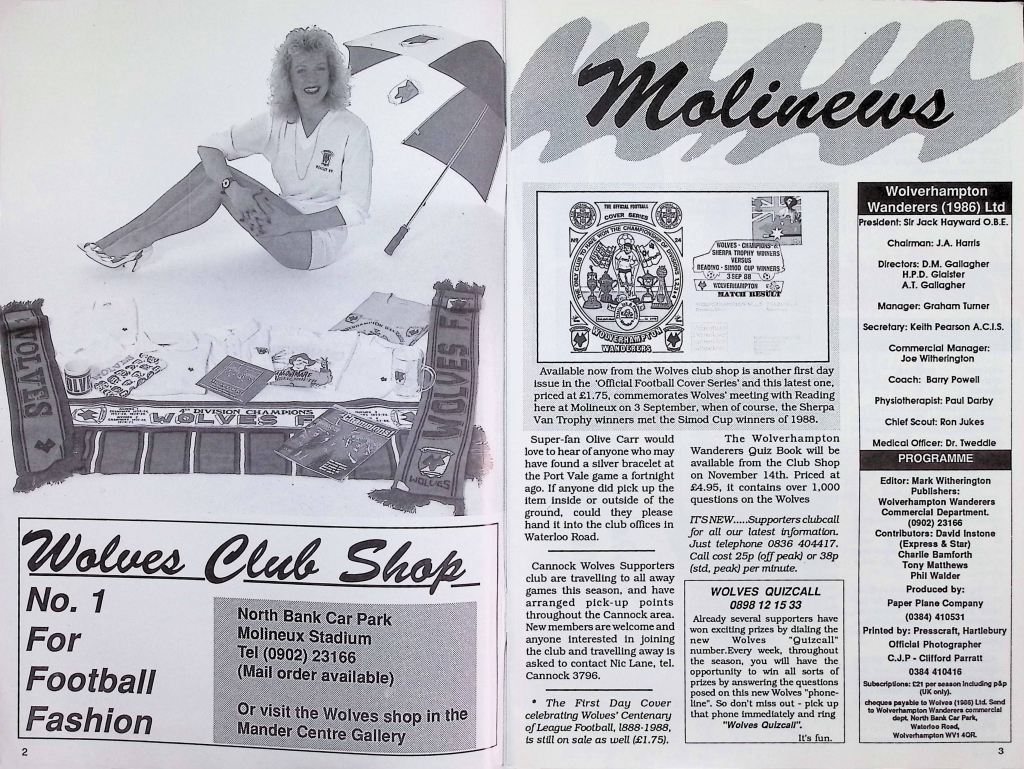 WOLVES
WOLVES F
WOLVES
4TH DIVISION CHAMPIONS
WOLVES F
Wolves Club Shop
No. 1
For
Football
Fashion
North Bank Car Park
Molineux Stadium
Tel (0902) 23166
(Mail order available)
Or visit the Wolves shop in the
Mander Centre Gallery
2
Molinews
THE OFFICIAL FOOTBALL
COVER SERIES
No
24
WOLVERHAMPTON
WANDERERS
WOLVES - CHAMPIONS
SHERPA TROPHY WINNERS
VERSUS
READING - SIMOD CUP WINNERS
3 SEP 88
WOLVERHAMPTON
MATCH RESULT
Available now from the Wolves club shop is another first day
issue in the 'Official Football Cover Series' and this latest one,
priced at £1.75, commemorates Wolves' meeting with Reading
here at Molineux on 3 September, when of course, the Sherpa
Van Trophy winners met the Simod Cup winners of 1988.
Super-fan Olive Carr would
love to hear of anyone who may
have found a silver bracelet at
the Port Vale game a fortnight
ago. If anyone did pick up the
item inside or outside of the
ground, could they please
hand it into the club offices in
Waterloo Road.
Cannock Wolves Supporters
club are travelling to all away
games this season, and have
arranged pick-up points
throughout the Cannock area.
New members are welcome and
anyone interested in joining
the club and travelling away is
asked to contact Nic Lane, tel.
Cannock 3796.
* The First Day Cover
celebrating Wolves' Centenary
of League Football, 1888-1988,
is still on sale as well (£1.75).
The Wolverhampton
Wanderers Quiz Book will be
available from the Club Shop
on November 14th. Priced at
£4.95, it contains over 1,000
questions on the Wolves
IT'S NEW.....Supporters clubcall
for all our latest information.
Just telephone 0836 404417.
Call cost 25p (off peak) or 38p
(std, peak) per minute.
WOLVES QUIZCALL
0898 12 15 33
Already several supporters have
won exciting prizes by dialing the
new Wolves "Quizcall"
number.Every week, throughout
the season, you will have the
opportunity to win all sorts of
prizes by answering the questions
posed on this new Wolves "phone-
line". So don't miss out - pick up
that phone immediately and ring
"Wolves Quizcall".
It's fun.
Wolverhampton
Wanderers (1986) Ltd
President: Sir Jack Hayward O.B.E.
Chairman: J.A. Harris
Directors: D.M. Gallagher
H.P.D. Glaister
A.T. Gallagher
Manager: Graham Turner
Secretary: Keith Pearson A.C.I.S.
Commercial Manager:
Joe Witherington
Coach: Barry Powell
Physiotherapist: Paul Darby
Chief Scout: Ron Jukes
Medical Officer: Dr. Tweddle
PROGRAMME
Editor: Mark Witherington
Publishers:
Wolverhampton Wanderers
Commercial Department.
(0902) 23166
Contributors: David Instone
(Express & Star)
Charlie Bamforth
Tony Matthews
Phil Walder
Produced by:
Paper Plane Company
(0384) 410531
Printed by: Presscraft, Hartlebury
Official Photographer
C.J.P - Clifford Parratt
0384 410416
Subscriptions: £21 per season including p&p
(UK only).
cheques payable to Wolves (1986) Ltd. Send
to Wolverhampton Wanderers commercial
dept. North Bank Car Park,
Waterloo Road,
Wolverhampton WV1 4QR.
3